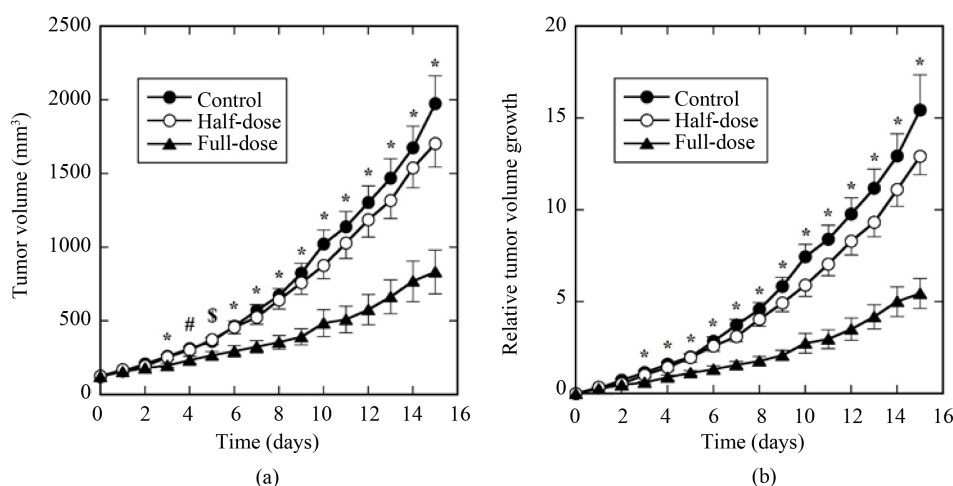 2500
2000
1500
1000
500
0
Tumor volume (mm³)
Control
Half-dose
Full-dose
* # $ * * * * * * * * * *
0 2 4 6 8 10 12 14 16
Time (days)
(a)
20
15
10
5
0
Relative tumor volume growth
Control
Half-dose
Full-dose
* * * * * * * * * * * * *
0 2 4 6 8 10 12 14 16
Time (days)
(b)